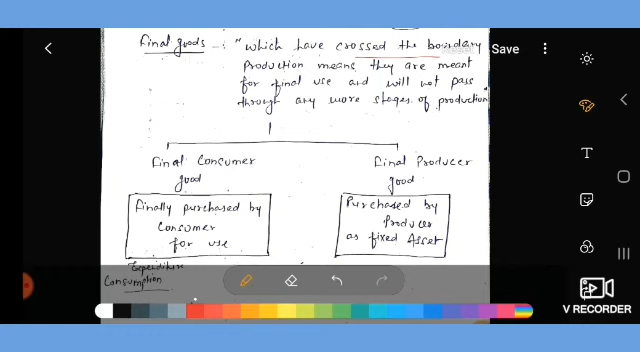 Save
Final goods -: "which have crossed the boundary
Production means they are meant
for final use and will not pass
through any more stages of production
Final Consumer
good
Final Producer
good
Finally purchased by
Consumer
for use
Purchased by
Producer
as fixed Asset
Expenditure
Consumption
T
V RECORDER